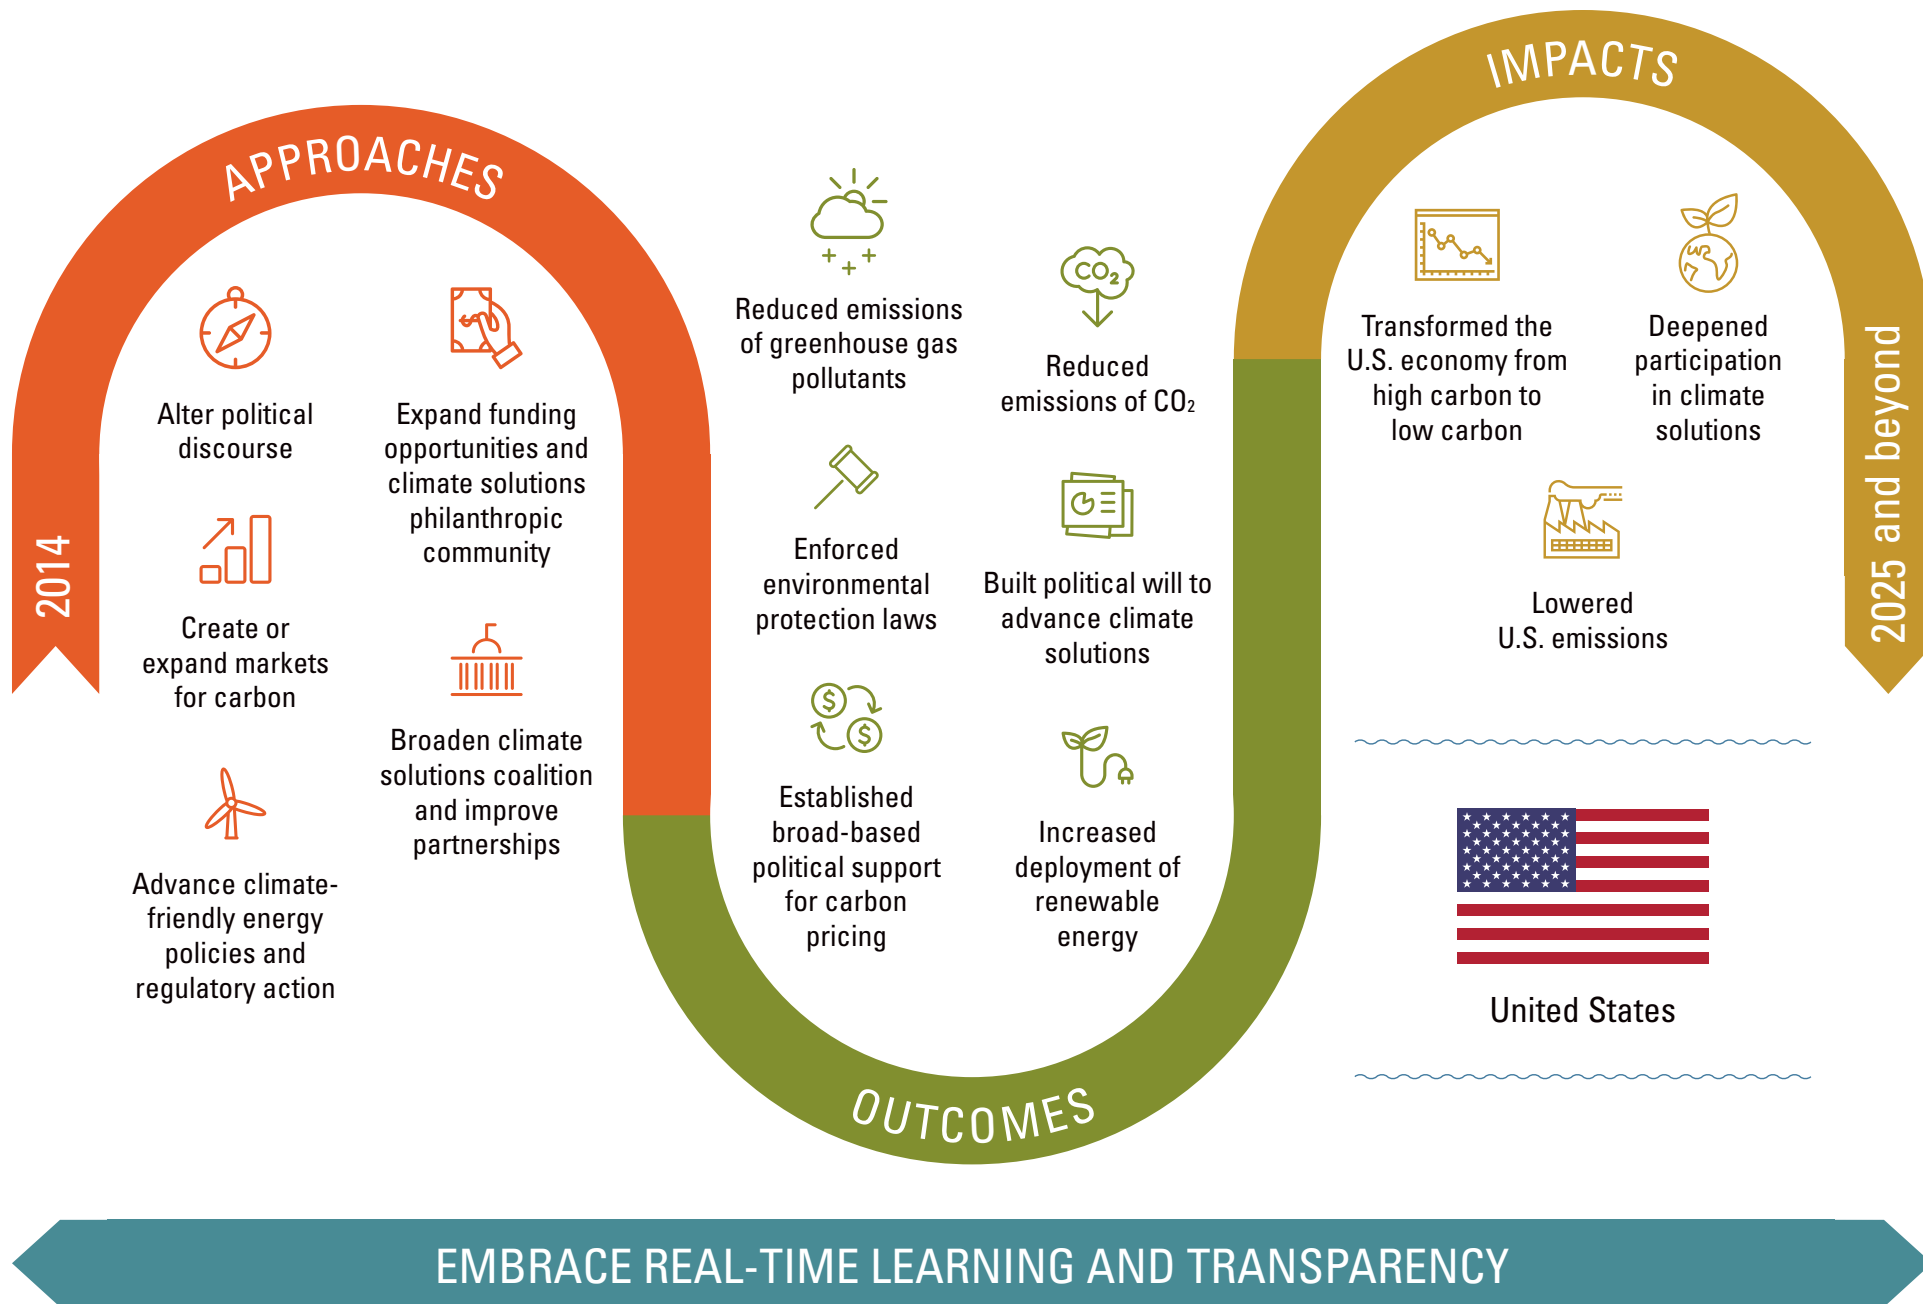 APPROACHES
2014
Alter political
discourse
Create or
expand markets
for carbon
Advance climate-
friendly energy
policies and
regulatory action
Expand funding
opportunities and
climate solutions
philanthropic
community
Broaden climate
solutions coalition
and improve
partnerships
Reduced emissions
of greenhouse gas
pollutants
Enforced
environmental
protection laws
$
$
Established
broad-based
political support
for carbon
pricing
CO₂
Reduced
emissions of CO₂
Built political will to
advance climate
solutions
Increased
deployment of
renewable
energy
OUTCOMES
IMPACTS
Transformed the
U.S. economy from
high carbon to
low carbon
Deepened
participation
in climate
solutions
Lowered
U.S. emissions
2025 and beyond
United States
EMBRACE REAL-TIME LEARNING AND TRANSPARENCY